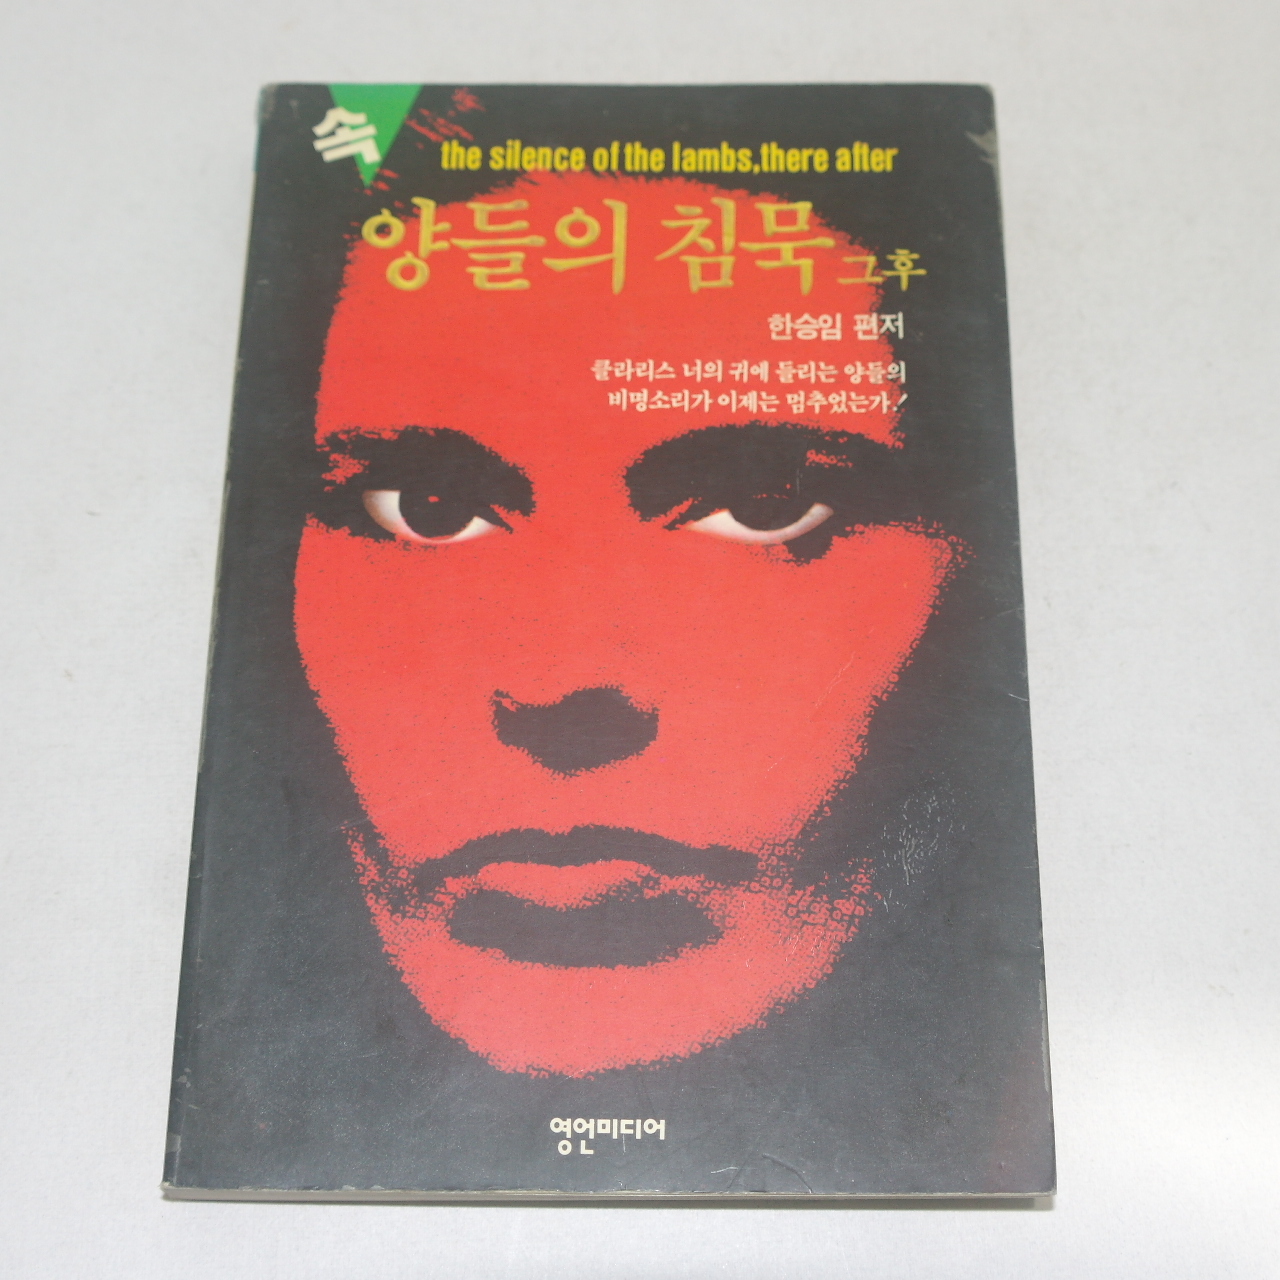 속
the silence of the lambs,there after
양들의 침묵 그후
한승임 편저
클라리스 너의 귀에 들리는 양들의
비명소리가 이제는 멈추었는가!
영언미디어